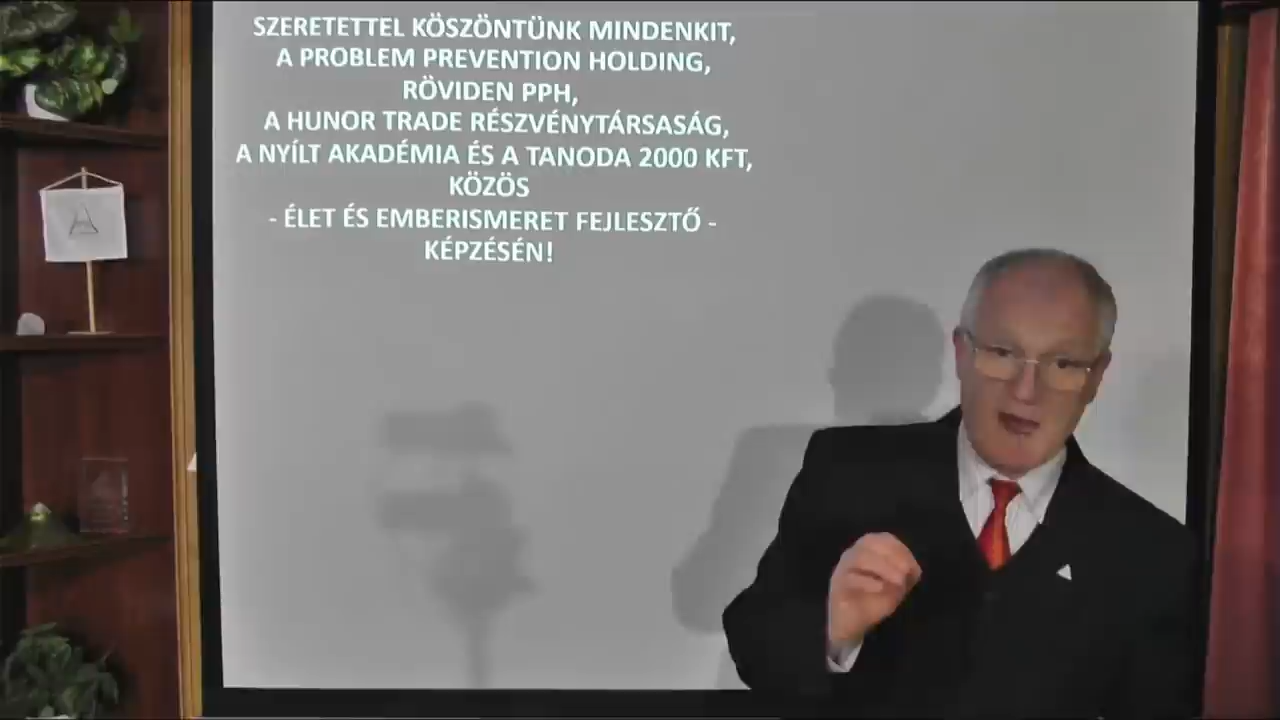 SZERETETTEL KÖSZÖNTÜNK MINDENKIT,
A PROBLEM PREVENTION HOLDING,
RÖVIDEN PPH,
A HUNOR TRADE RÉSZVÉNYTÁRSASÁG,
A NYÍLT AKADÉMIA ÉS A TANODA 2000 KFT,
KÖZÖS
- ÉLET ÉS EMBERISMERET FEJLESZTŐ -
KÉPZÉSÉN!